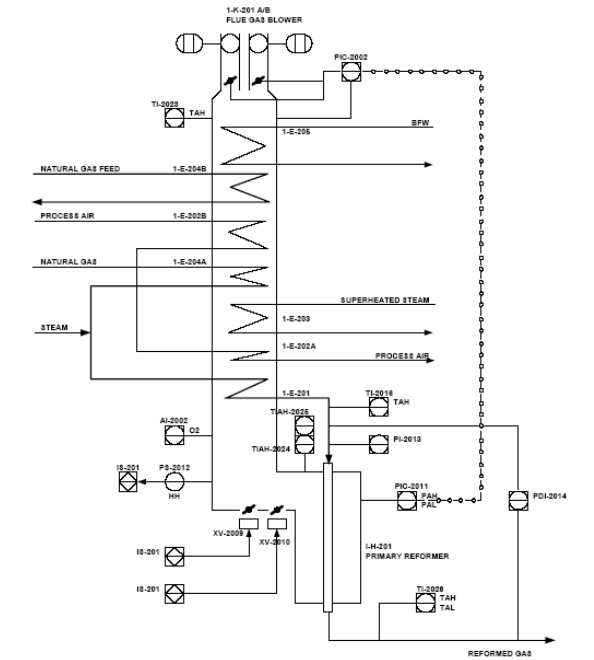 1-K-201 A/B
FLUE GAS BLOWER
PIC-2002
TI-2023
TAH
BFW
1-E-205
NATURAL GAS FEED
1-E-204B
PROCESS AIR
1-E-202B
NATURAL GAS
1-E-204A
SUPERHEATED STEAM
1-E-203
STEAM
1-E-202A
PROCESS AIR
1-E-201
TI-2016
TAH
TIAH-2025
AI-2002
O2
TIAH-2024
PI-2013
IS-201
PS-2012
HH
PIC-2011
PAH
PAL
PDI-2014
XV-2009
XV-2010
I-H-201
PRIMARY REFORMER
IS-201
IS-201
TI-2026
TAH
TAL
REFORMED GAS